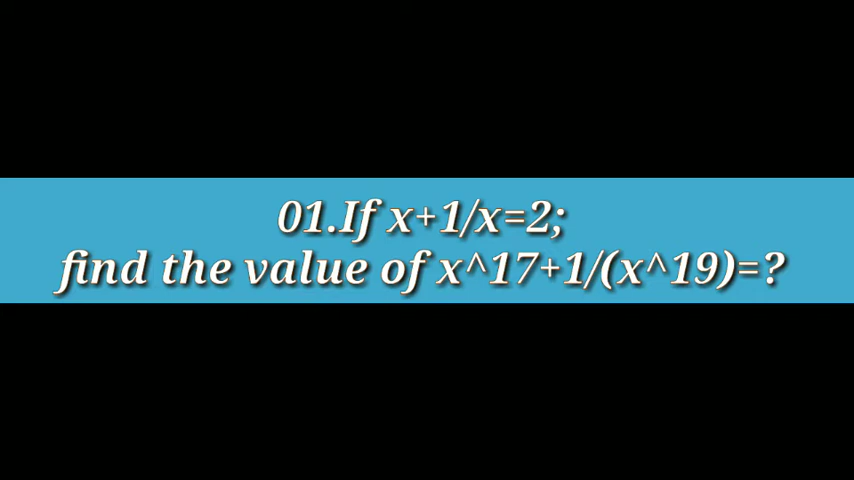 01.If x+1/x=2;
find the value of x^17+1/(x^19)=?